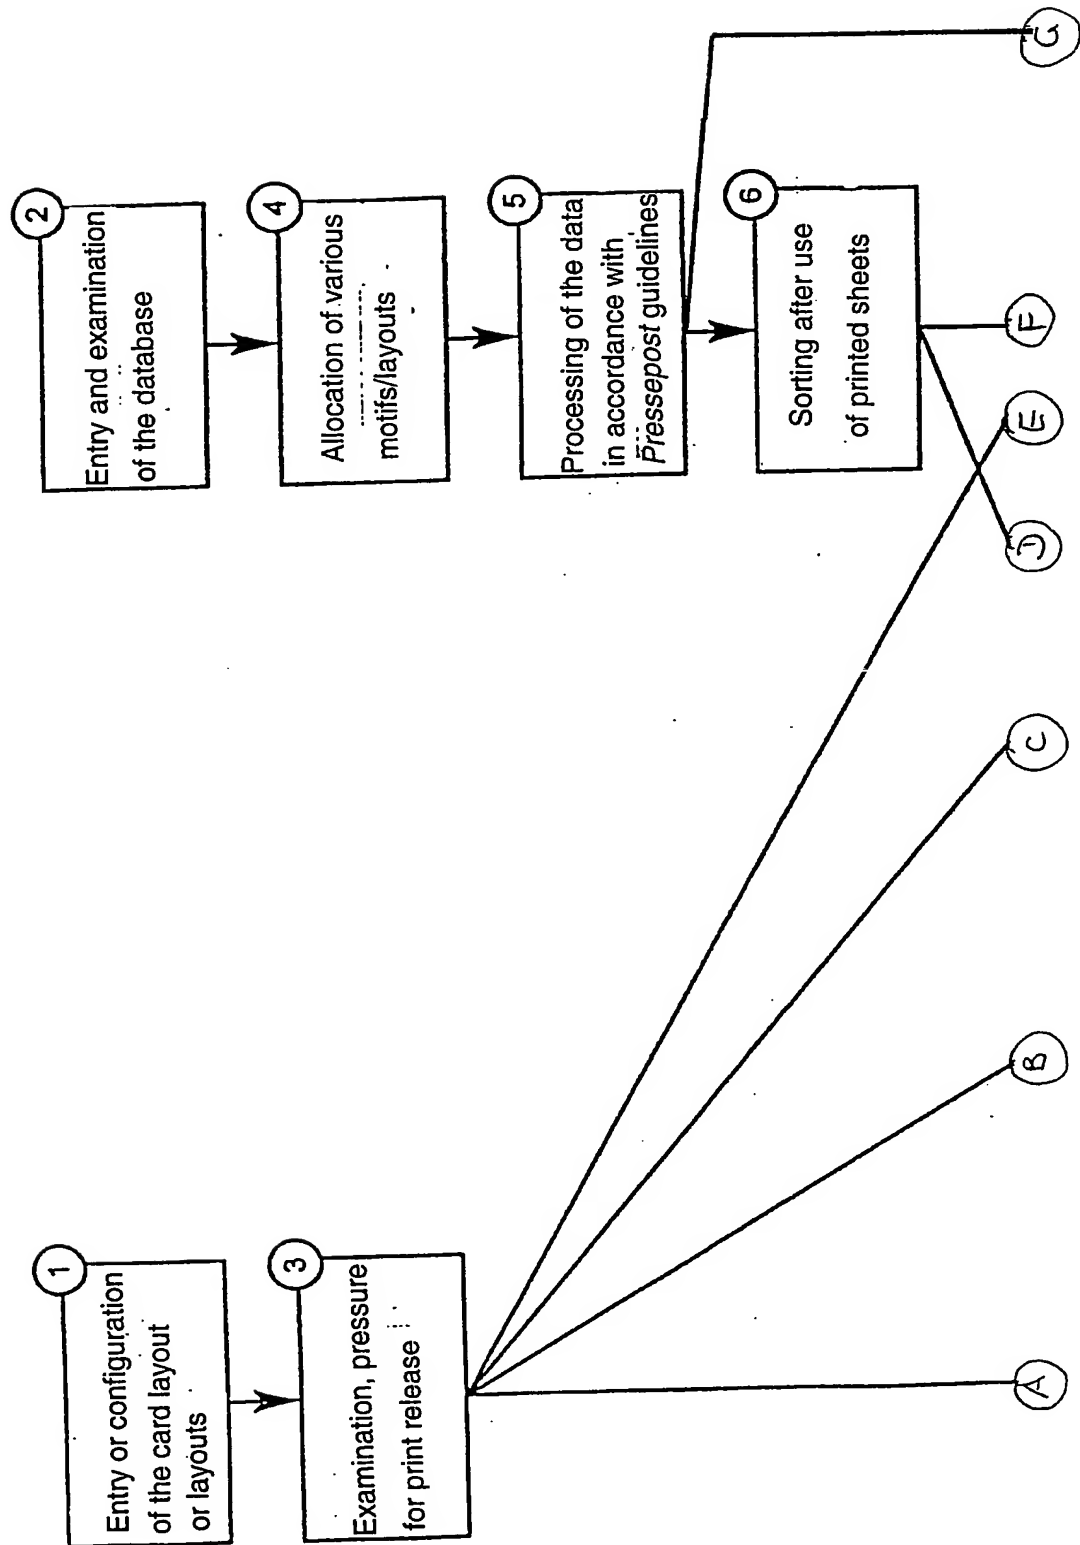 1
Entry or configuration
of the card layout
or layouts
3
Examination, pressure
for print release
2
Entry and examination
of the database
4
Allocation of various
motifs/layouts
5
Processing of the data
in accordance with
Pressepost guidelines
6
Sorting after use
of printed sheets
A
B
C
D
E
F
G